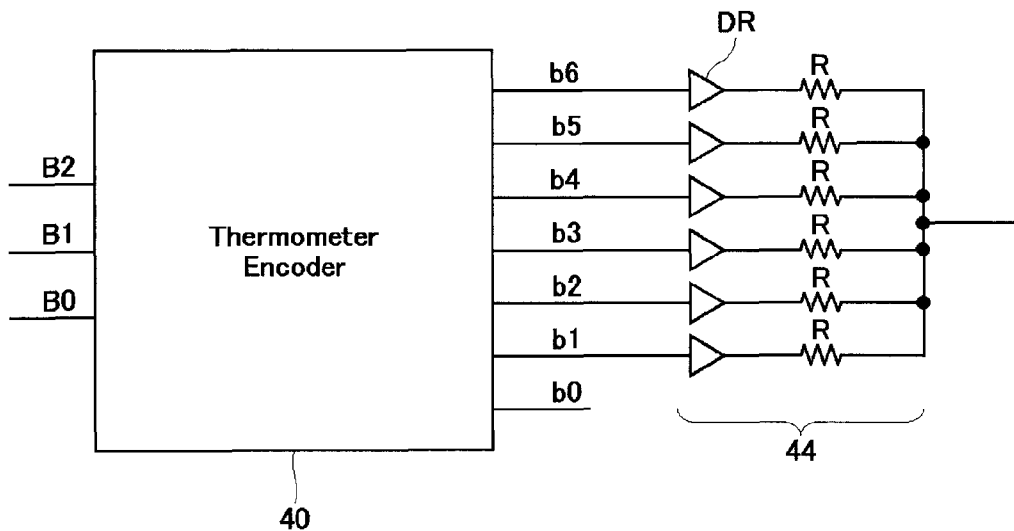 DR
b6 R
b5 R
B2
b4 R
B1
Thermometer
Encoder
b3 R
B0
b2 R
b1 R
b0
44
40